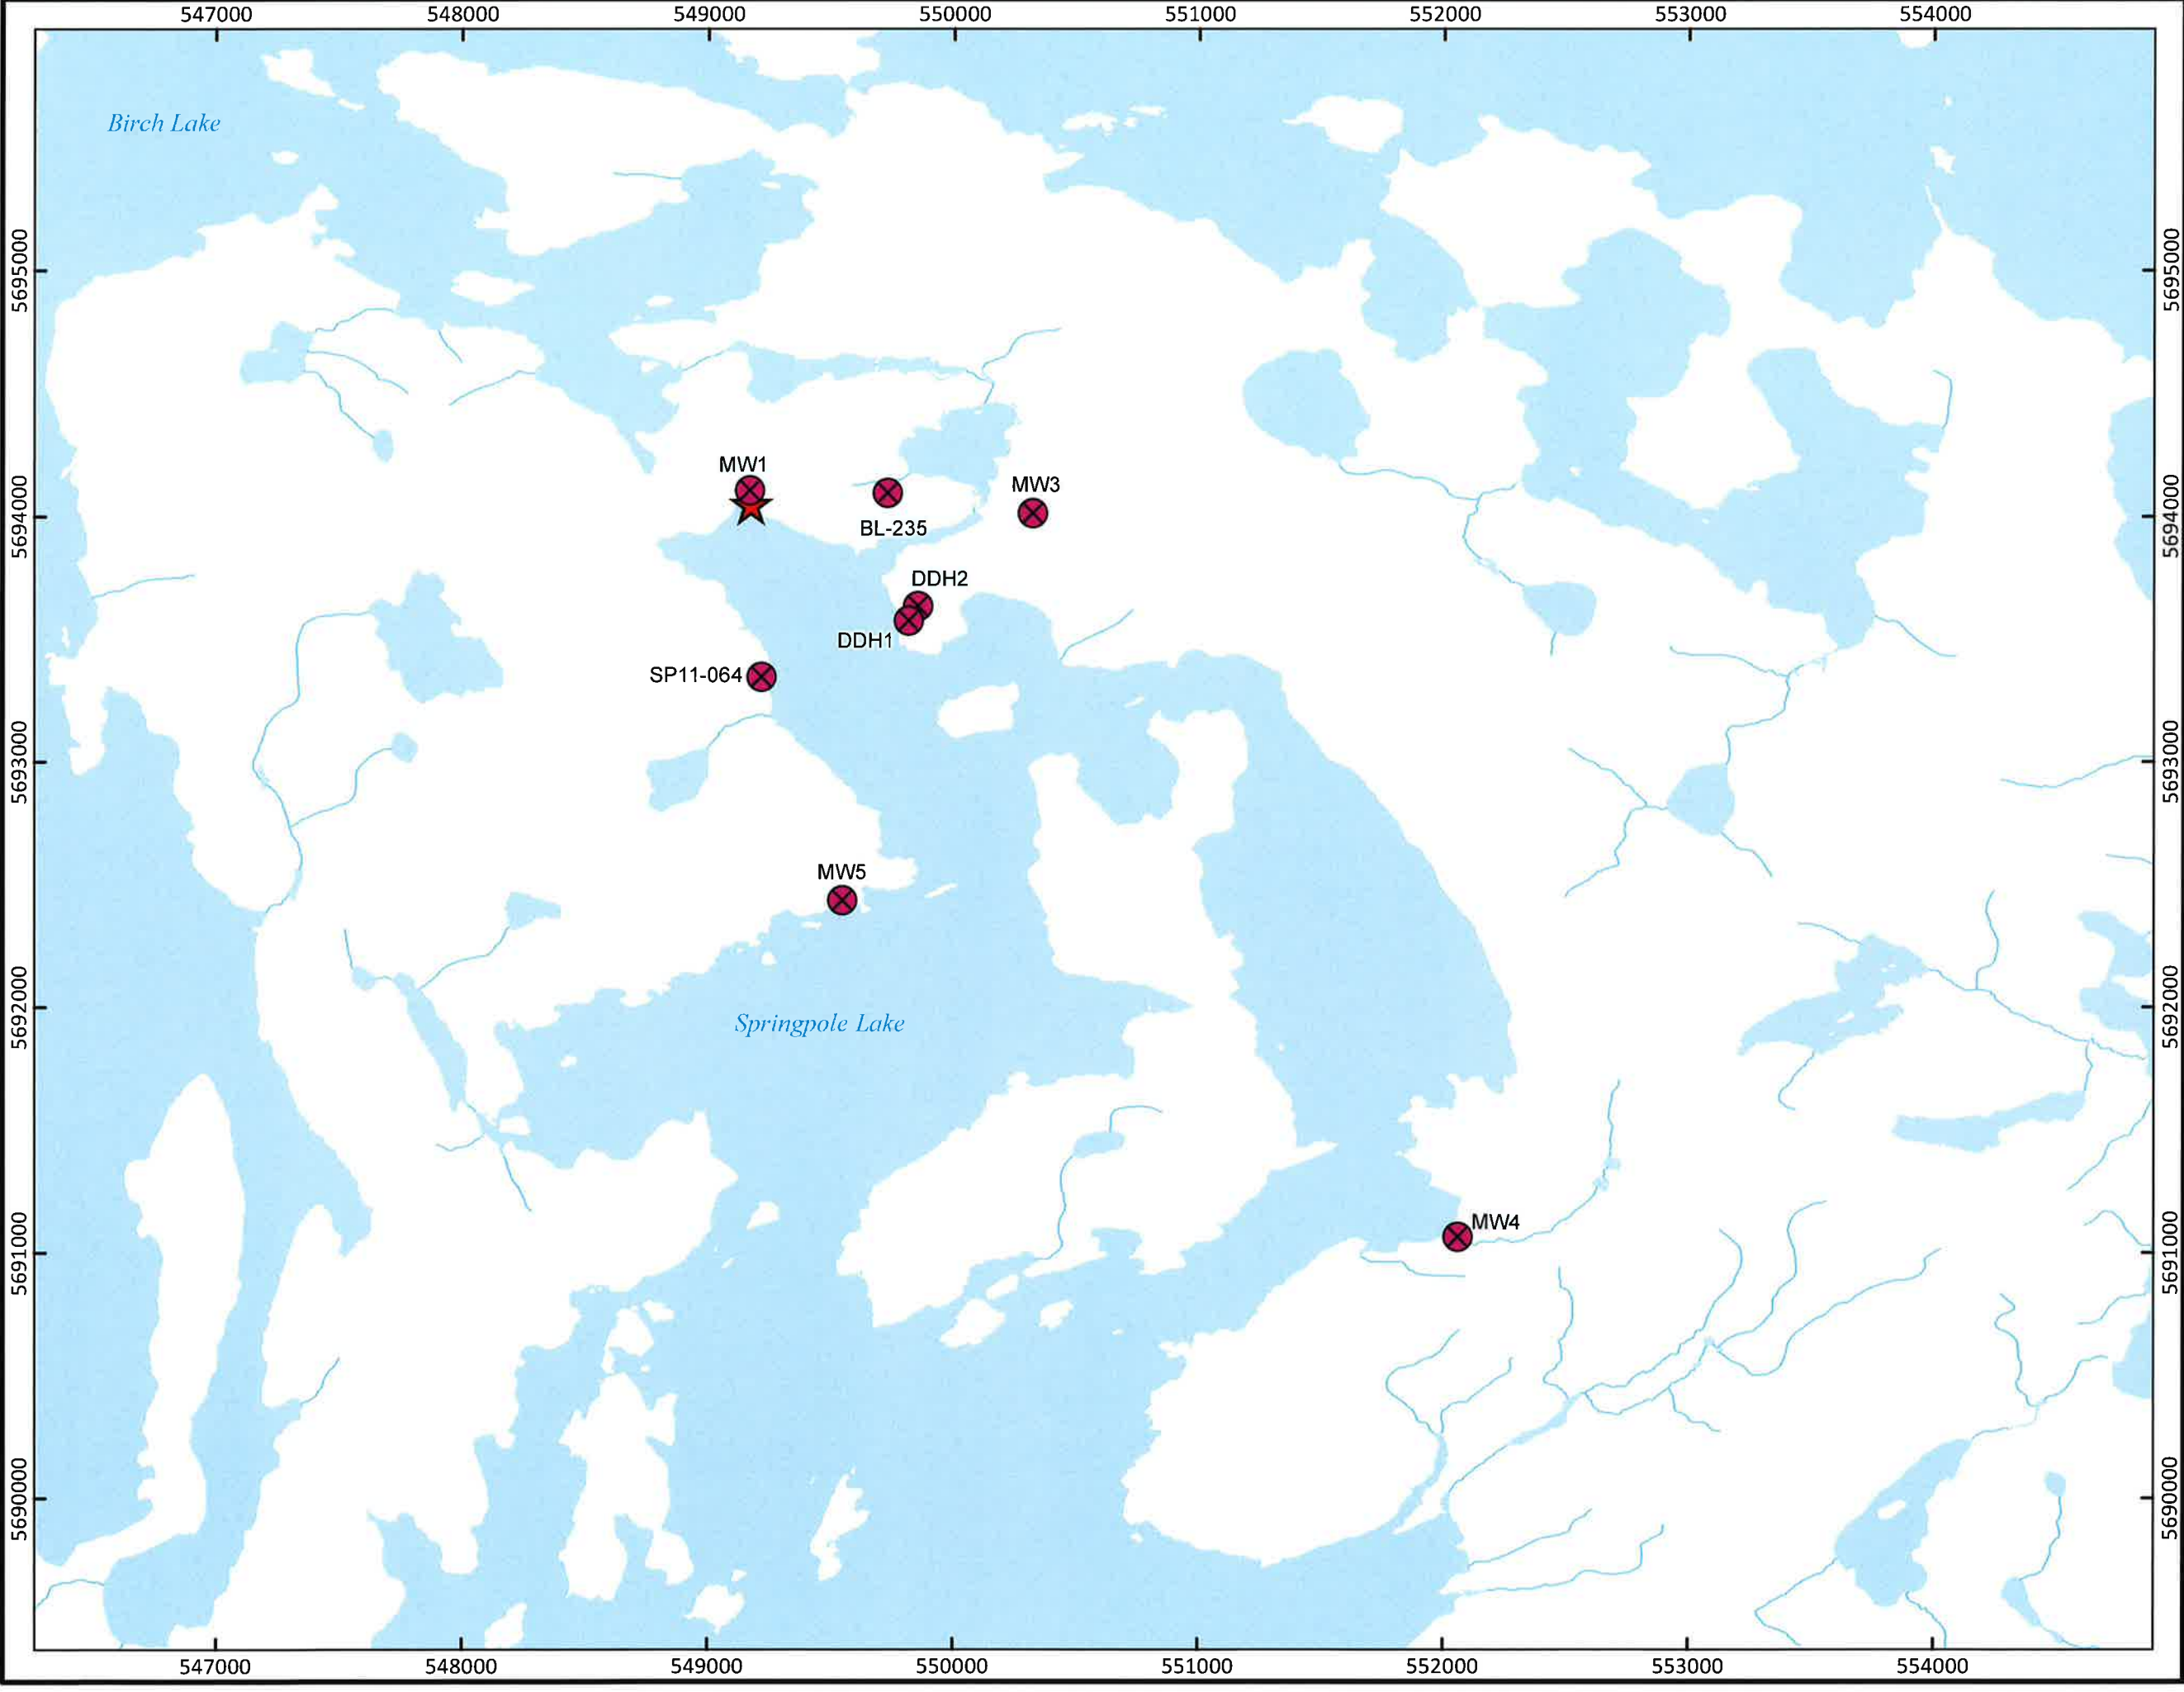 547000 548000 549000 550000 551000 552000 553000 554000
Birch Lake
5695000 5695000
MW1
MW3
5694000 5694000
BL-235
DDH2
DDH1
SP11-064
5693000 5693000
MW5
5692000 5692000
Springpole Lake
MW4
5691000 5691000
5690000 5690000
547000 548000 549000 550000 551000 552000 553000 554000